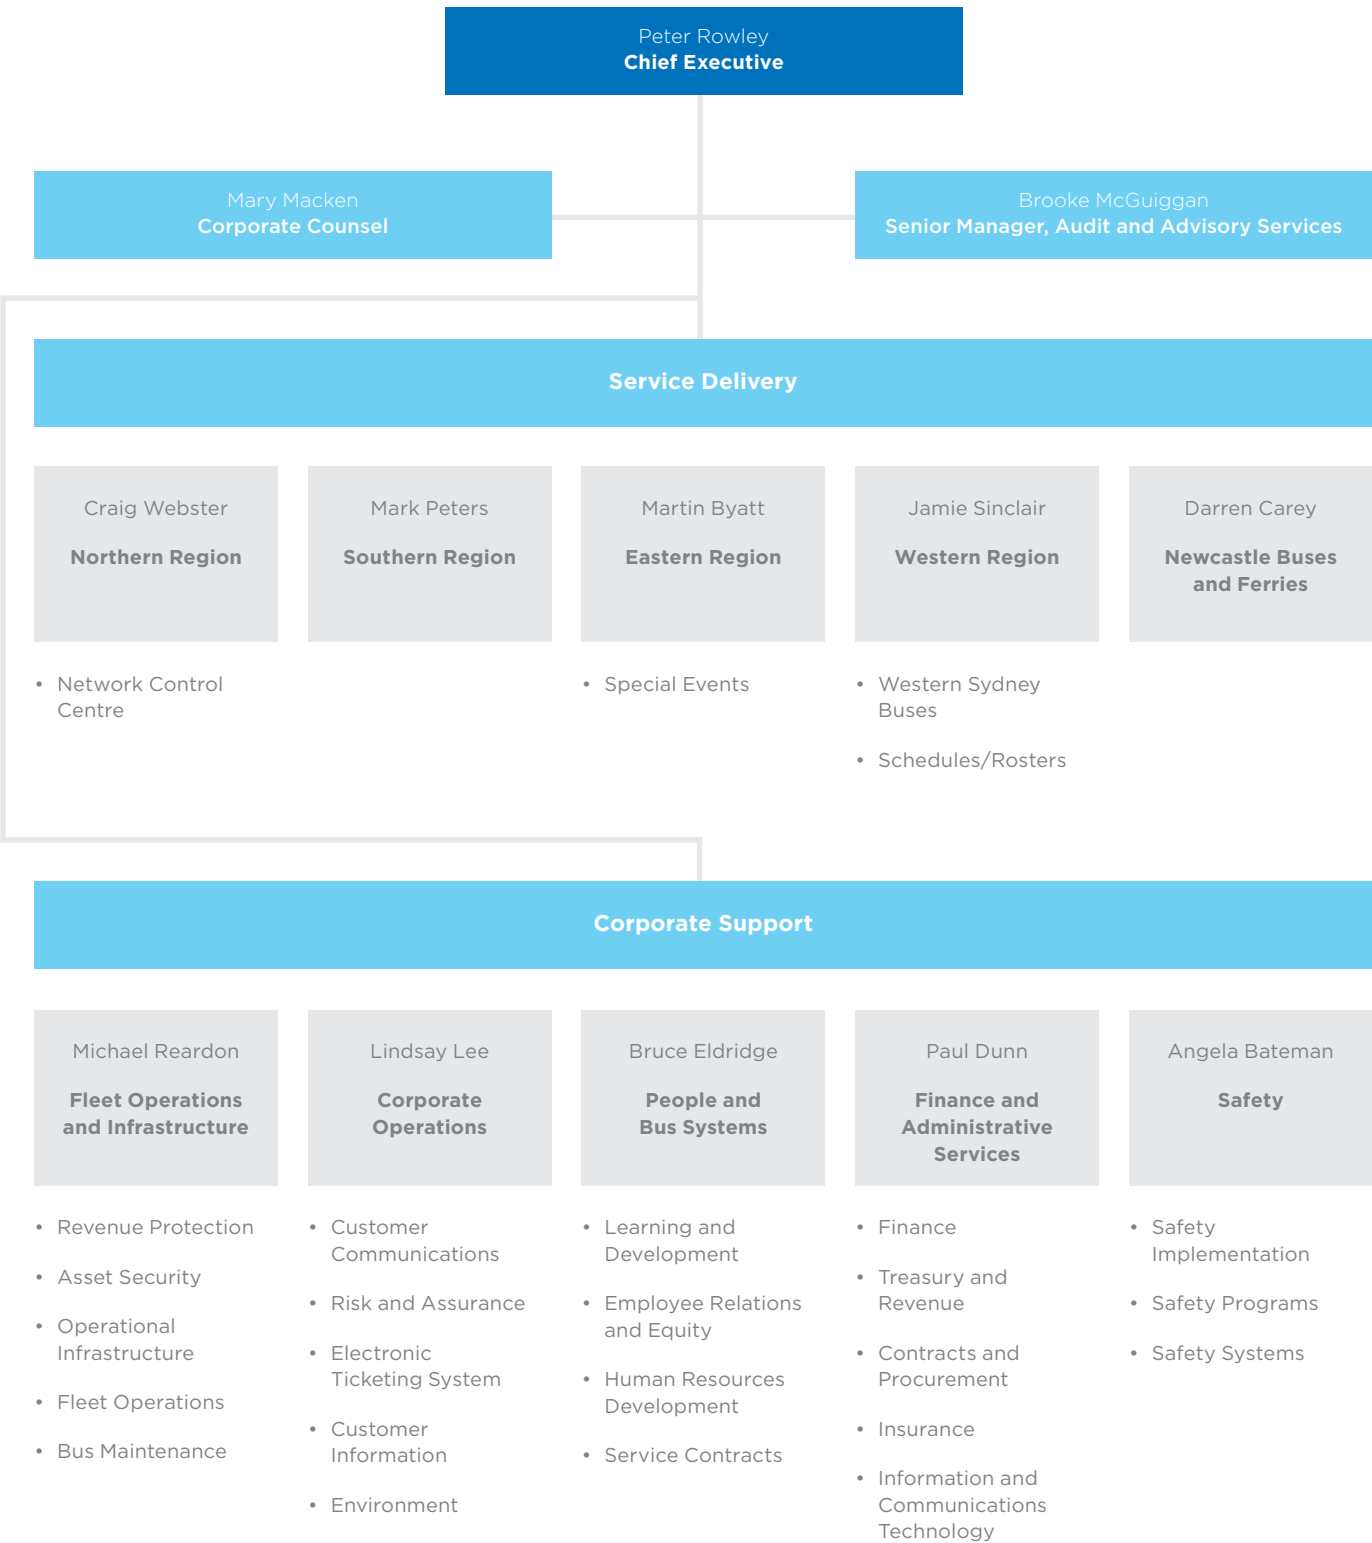 Peter Rowley
Chief Executive
Mary Macken
Corporate Counsel
Brooke McGuiggan
Senior Manager, Audit and Advisory Services
Service Delivery
Craig Webster
Northern Region
Mark Peters
Southern Region
Martin Byatt
Eastern Region
Jamie Sinclair
Western Region
Darren Carey
Newcastle Buses
and Ferries
• Network Control
Centre
• Special Events
• Western Sydney
Buses
• Schedules/Rosters
Corporate Support
Michael Reardon
Fleet Operations
and Infrastructure
Lindsay Lee
Corporate
Operations
Bruce Eldridge
People and
Bus Systems
Paul Dunn
Finance and
Administrative
Services
Angela Bateman
Safety
• Revenue Protection
• Asset Security
• Operational
Infrastructure
• Fleet Operations
• Bus Maintenance
• Customer
Communications
• Risk and Assurance
• Electronic
Ticketing System
• Customer
Information
• Environment
• Learning and
Development
• Employee Relations
and Equity
• Human Resources
Development
• Service Contracts
• Finance
• Treasury and
Revenue
• Contracts and
Procurement
• Insurance
• Information and
Communications
Technology
• Safety
Implementation
• Safety Programs
• Safety Systems